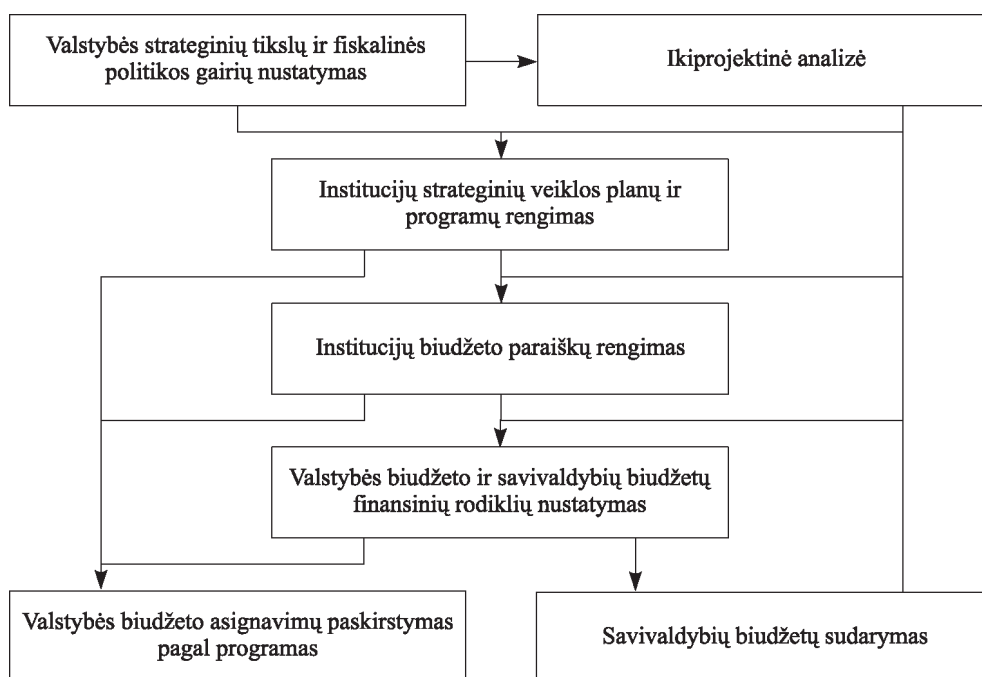 Valstybės strateginių tikslų ir fiskalinės
politikos gairių nustatymas
Ikiprojektinė analizė
Institucijų strateginių veiklos planų ir
programų rengimas
Institucijų biudžeto paraiškų rengimas
Valstybės biudžeto ir savivaldybių biudžetų
finansinių rodiklių nustatymas
Valstybės biudžeto asignavimų paskirstymas
pagal programas
Savivaldybių biudžetų sudarymas